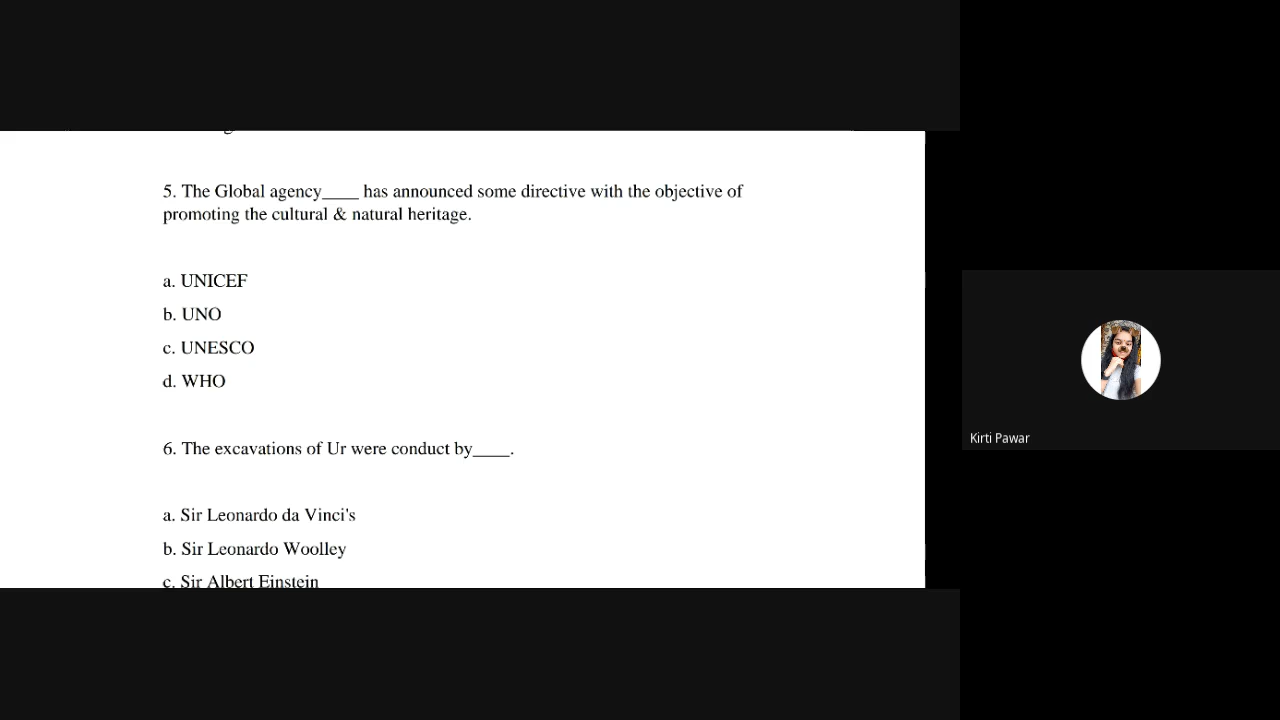 5. The Global agency____ has announced some directive with the objective of
promoting the cultural & natural heritage.
a. UNICEF
b. UNO
c. UNESCO
d. WHO
6. The excavations of Ur were conduct by____.
a. Sir Leonardo da Vinci's
b. Sir Leonardo Woolley
c. Sir Albert Einstein
Kirti Pawar